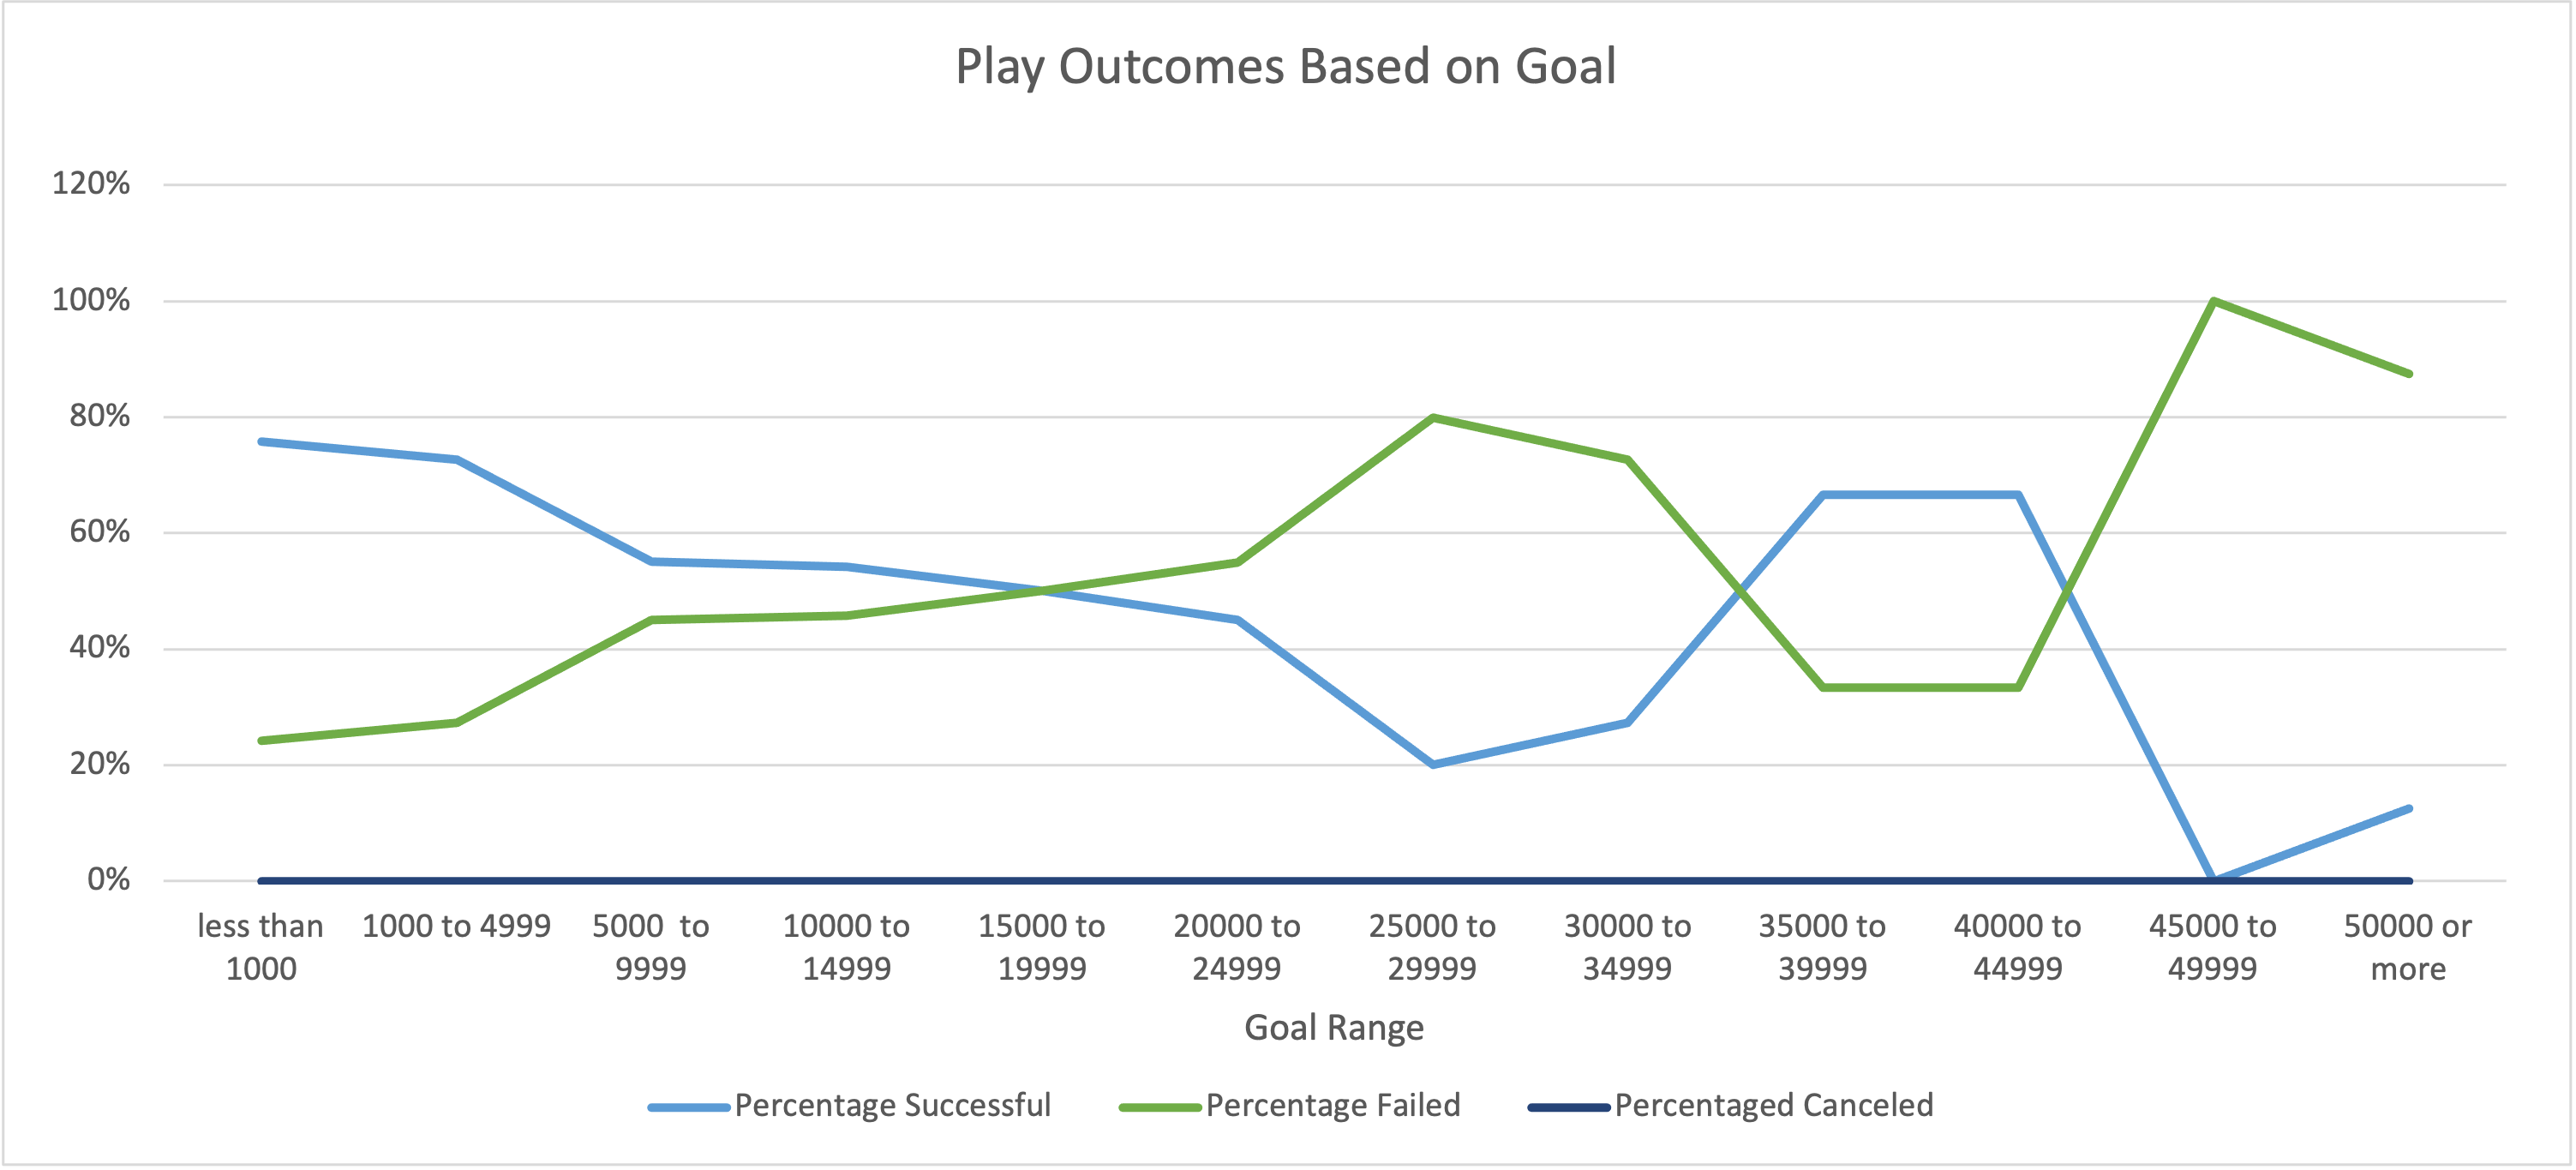 Play Outcomes Based on Goal
120%
100%
80%
60%
40%
20%
0%
less than
1000
1000 to 4999
5000  to
9999
10000 to
14999
15000 to
19999
20000 to
24999
25000 to
29999
30000 to
34999
35000 to
39999
40000 to
44999
45000 to
49999
50000 or
more
Goal Range
Percentage Successful
Percentage Failed
Percentaged Canceled